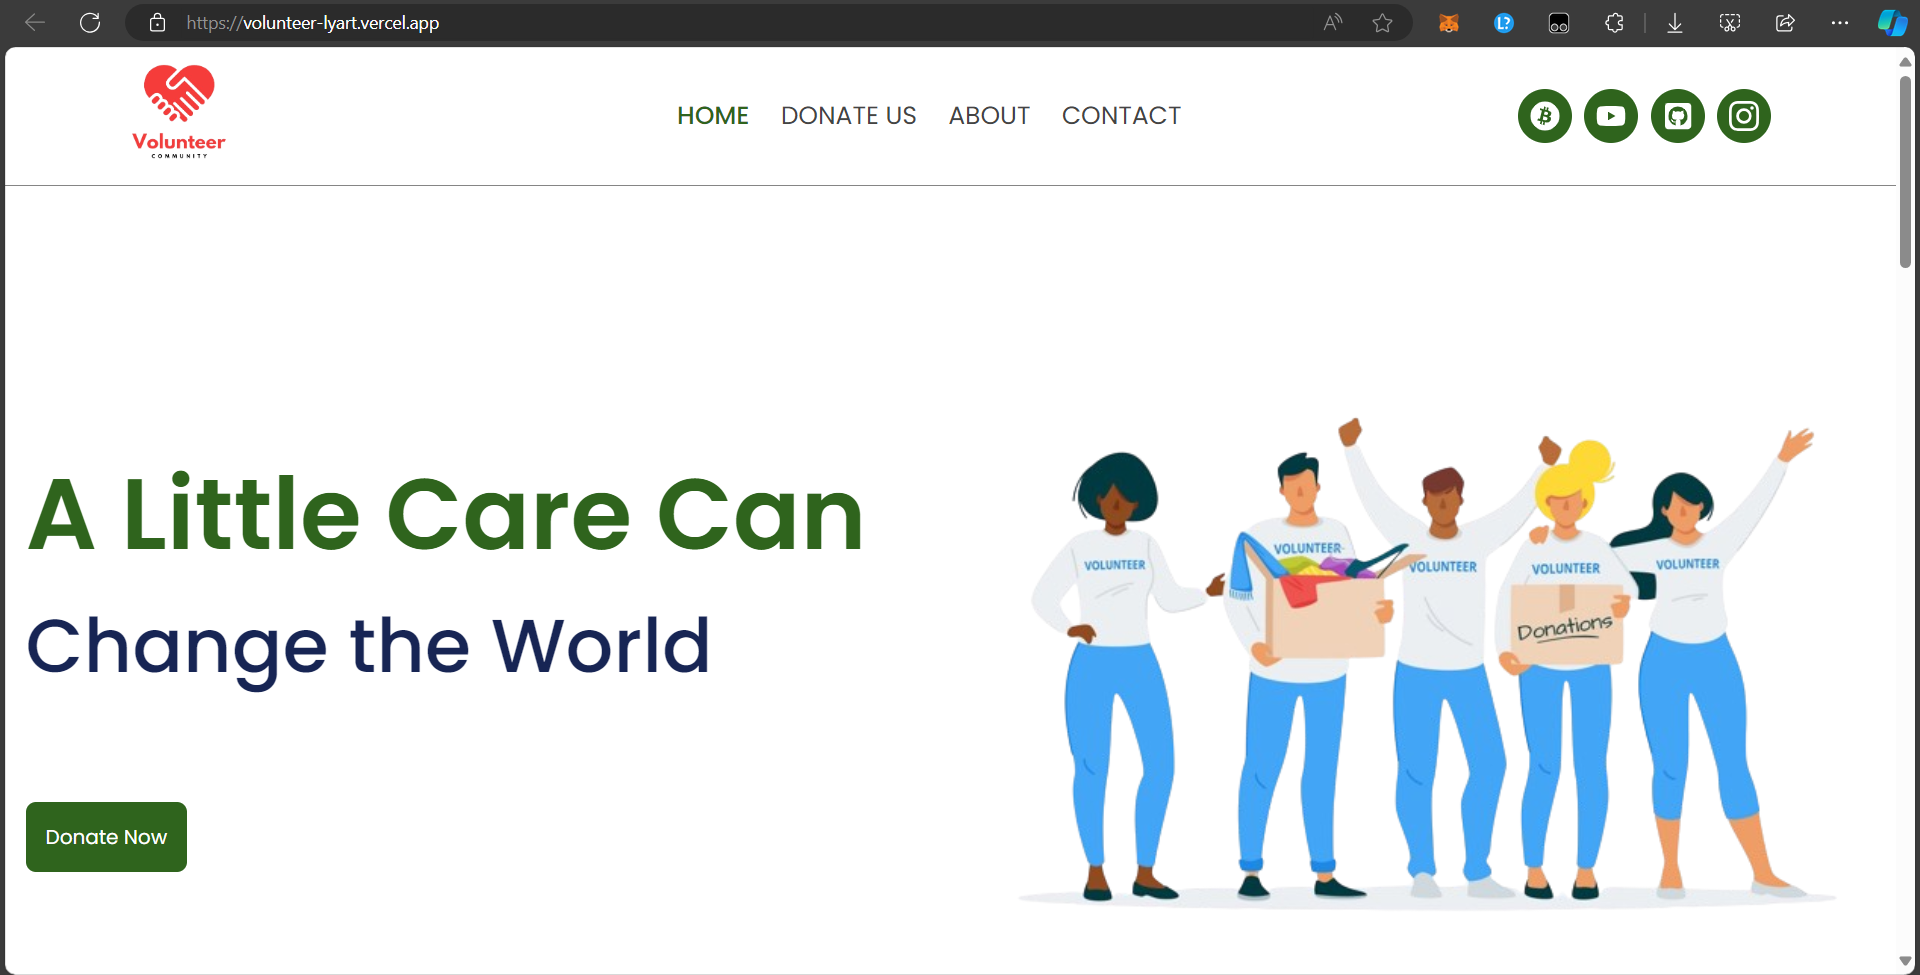 https://volunteer-lyart.vercel.app
Volunteer
COMMUNITY
HOME DONATE US ABOUT CONTACT
A Little Care Can
Change the World
Donate Now
VOLUNTEER
VOLUNTEER
VOLUNTEER
VOLUNTEER
VOLUNTEER
Donations